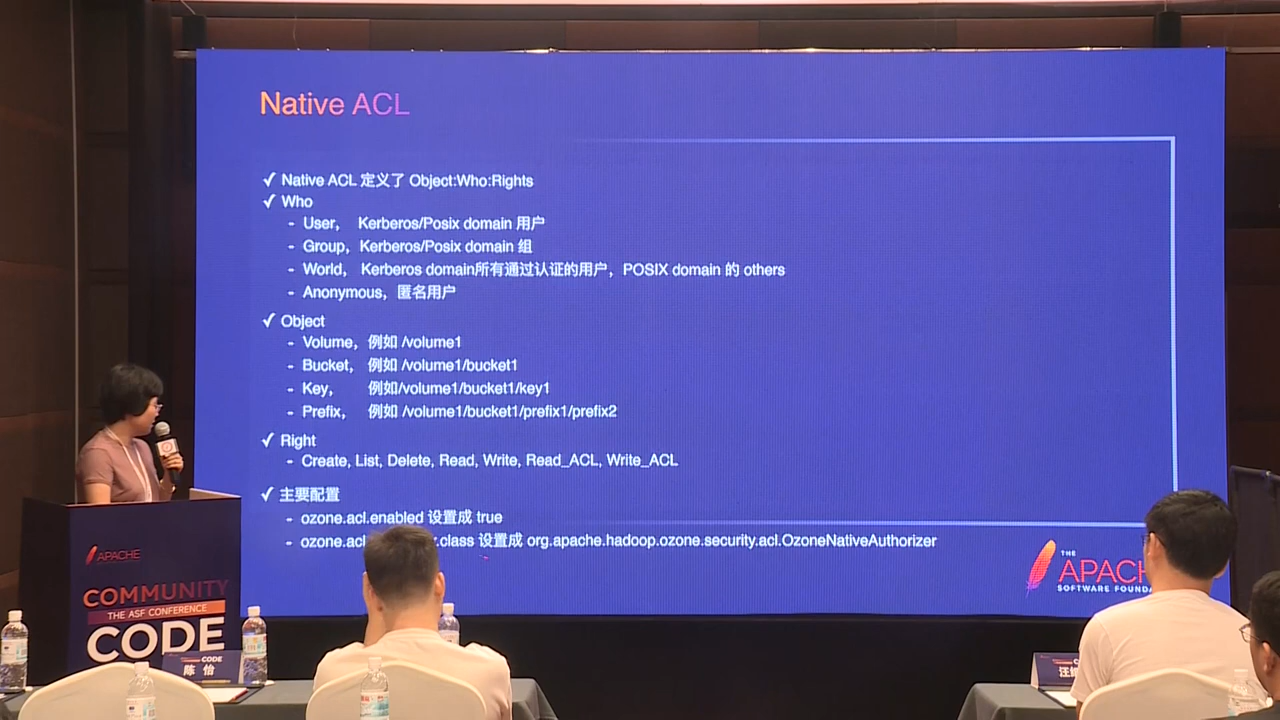 Native ACL
✓ Native ACL 定义了 Object:Who:Rights
✓ Who
- User， Kerberos/Posix domain 用户
- Group，Kerberos/Posix domain 组
- World， Kerberos domain所有通过认证的用户，POSIX domain 的 others
- Anonymous，匿名用户
✓ Object
- Volume，例如 /volume1
- Bucket， 例如 /volume1/bucket1
- Key， 例如/volume1/bucket1/key1
- Prefix， 例如 /volume1/bucket1/prefix1/prefix2
✓ Right
- Create, List, Delete, Read, Write, Read_ACL, Write_ACL
✓ 主要配置
- ozone.acl.enabled 设置成 true
- ozone.acl .class 设置成 org.apache.hadoop.ozone.security.acl.OzoneNativeAuthorizer
THE
APACH
SOFTWARE FOUNDA
APACHE
COMMUNITY
THE ASF CONFERENCE
CODE
CODE
陈 怡
汪